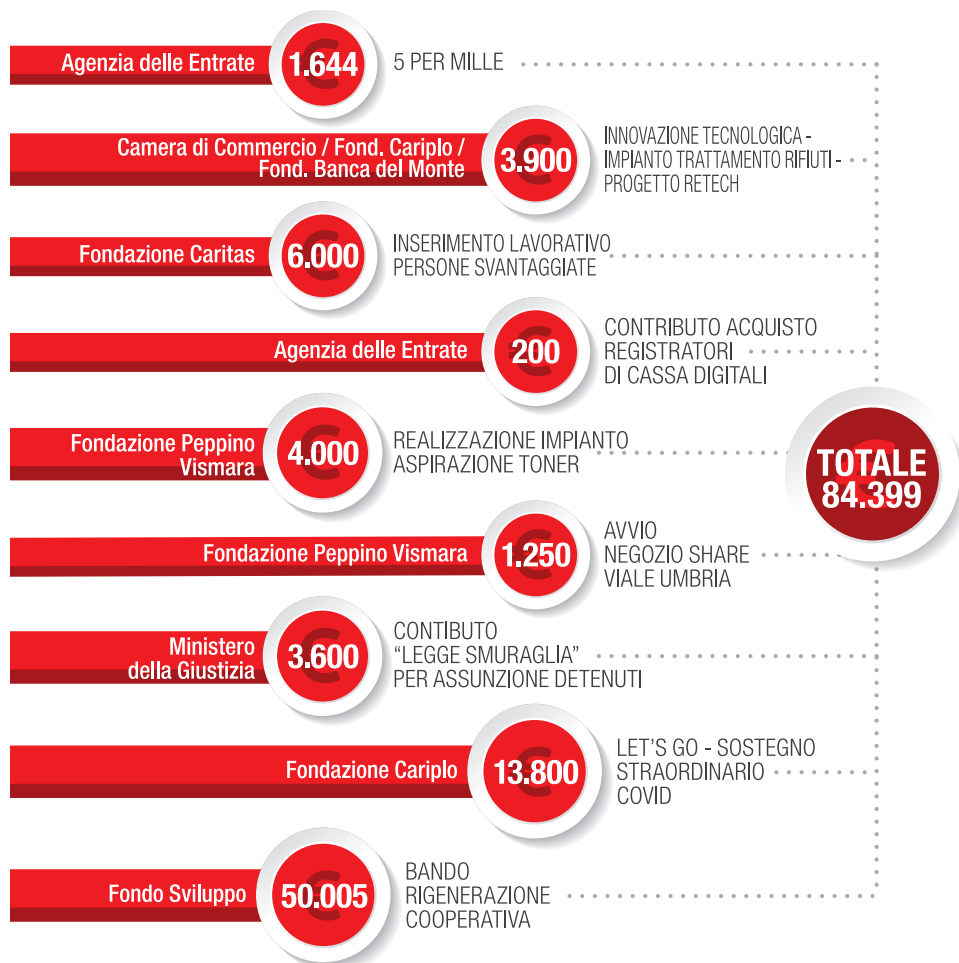 Agenzia delle Entrate
1.644
5 PER MILLE
Camera di Commercio / Fond. Cariplo /
Fond. Banca del Monte
3.900
INNOVAZIONE TECNOLOGICA -
IMPIANTO TRATTAMENTO RIFIUTI -
PROGETTO RETECH
Fondazione Caritas
6.000
INSERIMENTO LAVORATIVO
PERSONE SVANTAGGIATE
Agenzia delle Entrate
200
CONTRIBUTO ACQUISTO
REGISTRATORI
DI CASSA DIGITALI
Fondazione Peppino
Vismara
4.000
REALIZZAZIONE IMPIANTO
ASPIRAZIONE TONER
TOTALE
84.399
Fondazione Peppino Vismara
1.250
AVVIO
NEGOZIO SHARE
VIALE UMBRIA
Ministero
della Giustizia
3.600
CONTIBUTO
“LEGGE SMURAGLIA”
PER ASSUNZIONE DETENUTI
Fondazione Cariplo
13.800
LET'S GO - SOSTEGNO
STRAORDINARIO
COVID
Fondo Sviluppo
50.005
BANDO
RIGENERAZIONE
COOPERATIVA